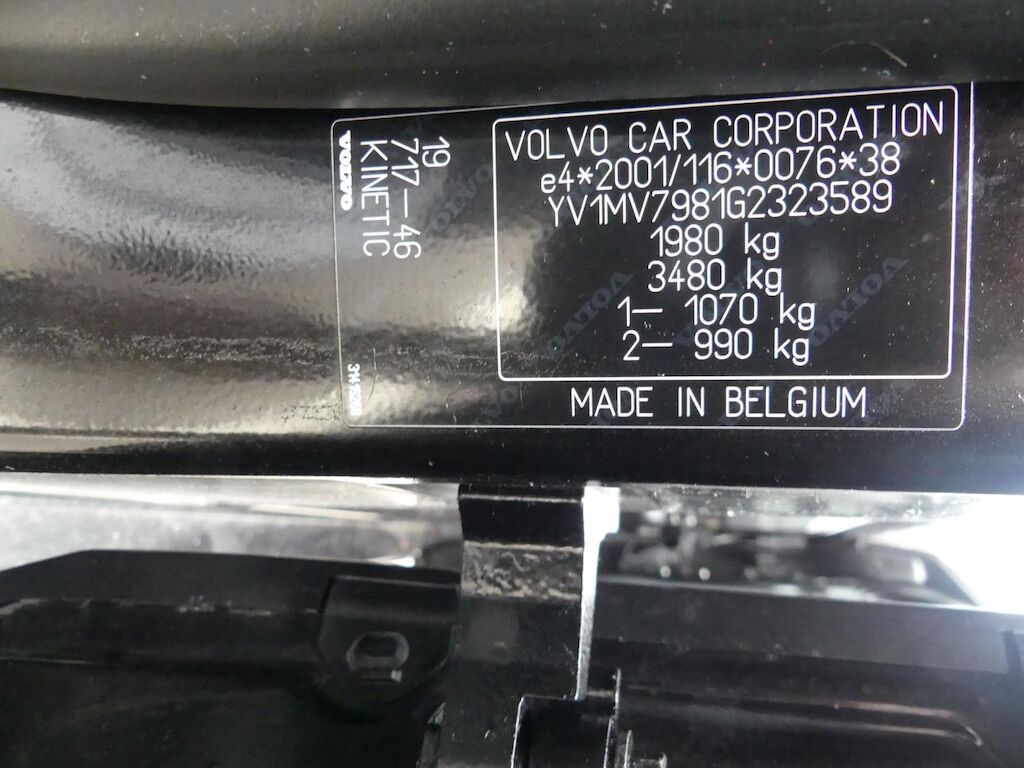 VOLVO
19
717-46
KINETIC
VOLVO CAR CORPORATION
e4*2001/116*0076*38
YV1MV7981G2323589
1980 kg
3480 kg
1- 1070 kg
2- 990 kg
MADE IN BELGIUM